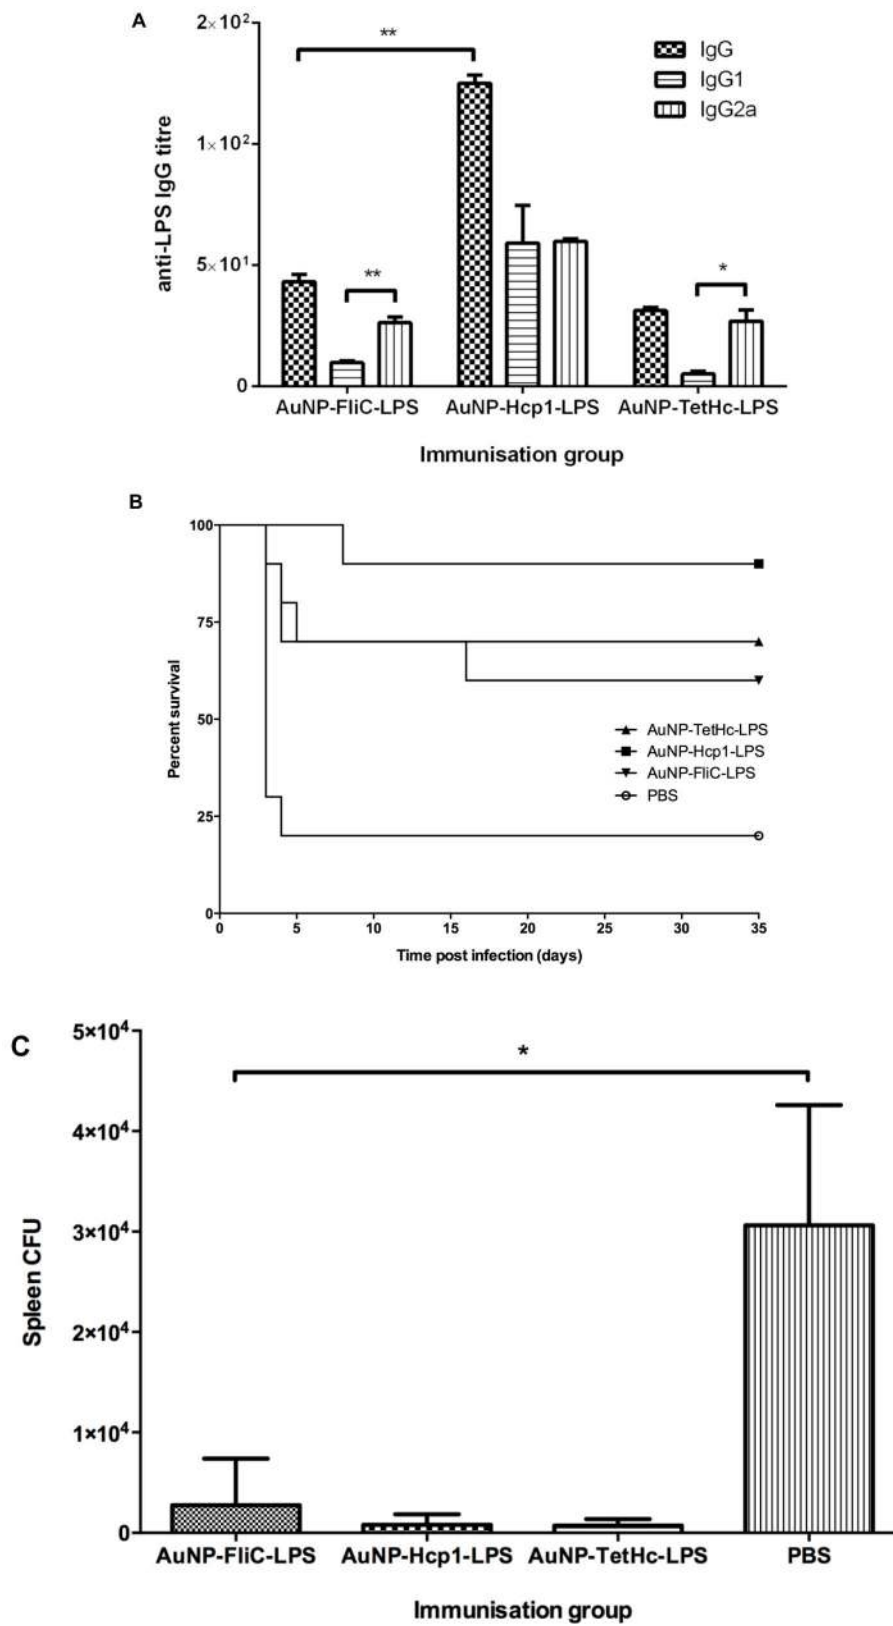 A
2×10²
**
IgG
IgG1
IgG2a
1×10²
anti-LPS IgG titre
5×10¹
**
*
0
AuNP-FliC-LPS AuNP-Hcp1-LPS AuNP-TetHc-LPS
Immunisation group
B
100
75
Percent survival
50
AuNP-TetHc-LPS
AuNP-Hcp1-LPS
AuNP-FliC-LPS
PBS
25
0
0 5 10 15 20 25 30 35
Time post infection (days)
C
5×10⁴
*
4×10⁴
3×10⁴
Spleen CFU
2×10⁴
1×10⁴
0
AuNP-FliC-LPS AuNP-Hcp1-LPS AuNP-TetHc-LPS PBS
Immunisation group